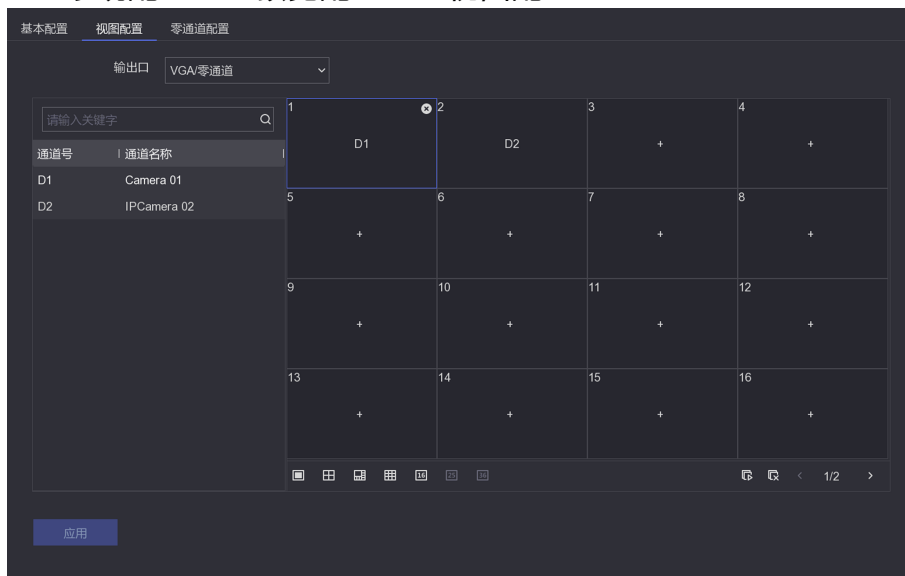 基本配置 视图配置 零通道配置
输出口 VGA/零通道
请输入关键字
通道号 通道名称
D1 Camera 01
D2 IPCamera 02
1 2 3 4
D1 D2 + +
5 6 7 8
+ + + +
9 10 11 12
+ + + +
13 14 15 16
+ + + +
16 25 36 1/2
应用